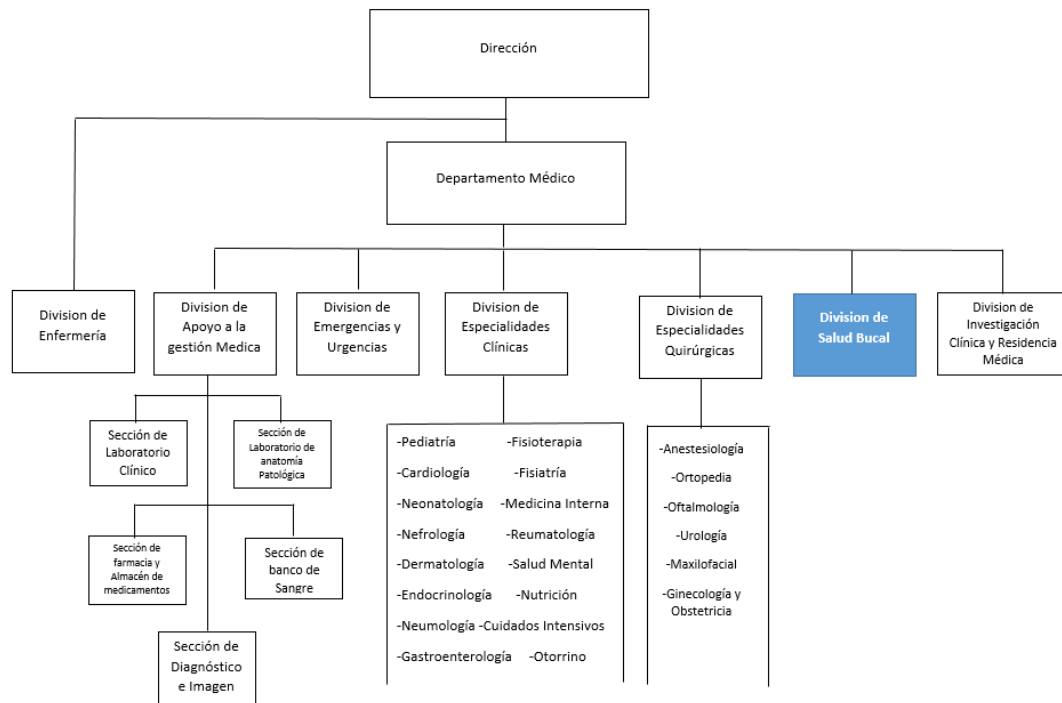 Dirección
Departamento Médico
Division de
Enfermería
Division de
Apoyo a la
gestión Medica
Division de
Emergencias y
Urgencias
Division de
Especialidades
Clínicas
Division de
Especialidades
Quirúrgicas
Division de
Salud Bucal
Division de
Investigación
Clínica y Residencia
Médica
Sección de
Laboratorio
Clínico
Sección de
Laboratorio de
anatomía
Patológica
Sección de
farmacia y
Almacén de
medicamentos
Sección de
banco de
Sangre
Sección de
Diagnóstico
e Imagen
-Pediatría -Fisioterapia
-Cardiología -Fisiatría
-Neonatología -Medicina Interna
-Nefrología -Reumatología
-Dermatología -Salud Mental
-Endocrinología -Nutrición
-Neumología -Cuidados Intensivos
-Gastroenterología -Otorrino
-Anestesiología
-Ortopedia
-Oftalmología
-Urología
-Maxilofacial
-Ginecología y
Obstetricia